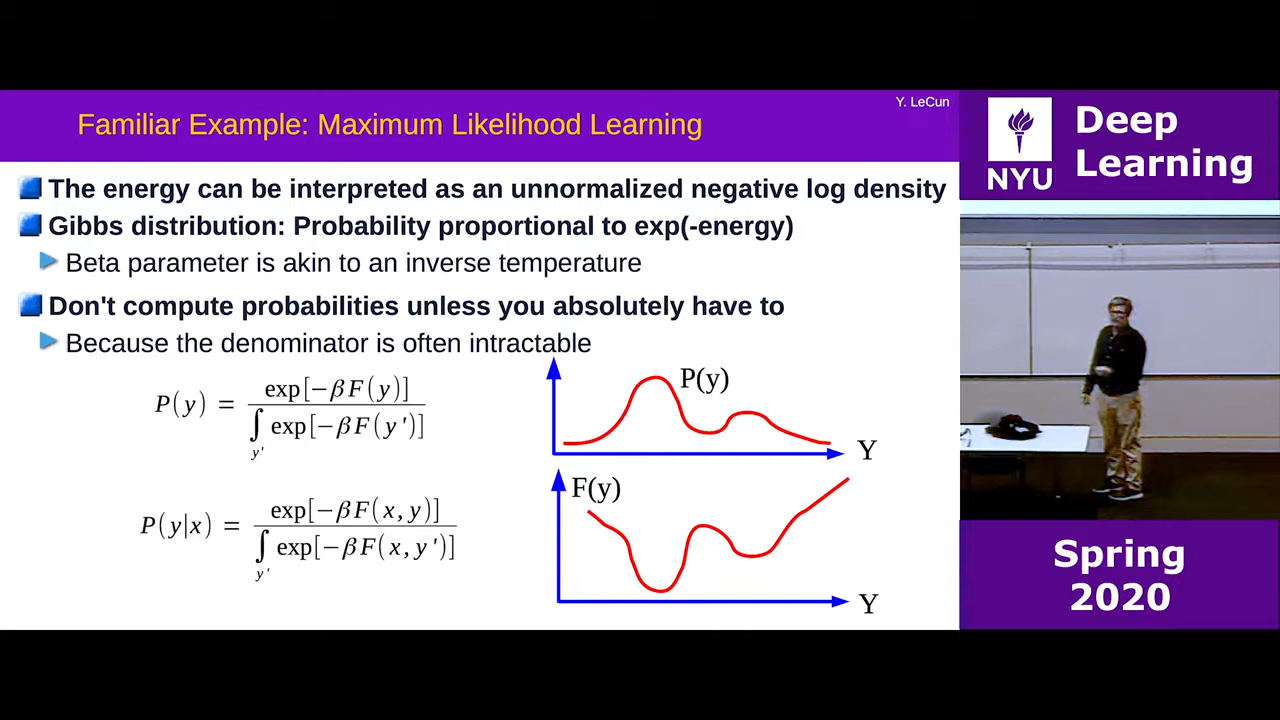 Y. LeCun
Familiar Example: Maximum Likelihood Learning
The energy can be interpreted as an unnormalized negative log density
Gibbs distribution: Probability proportional to exp(-energy)
Beta parameter is akin to an inverse temperature
Don't compute probabilities unless you absolutely have to
Because the denominator is often intractable
P(y) = exp[−βF(y)] / ∫y' exp[−βF(y')]
P(y|x) = exp[−βF(x,y)] / ∫y' exp[−βF(x,y')]
P(y)
Y
F(y)
Y
NYU
Deep
Learning
Spring
2020